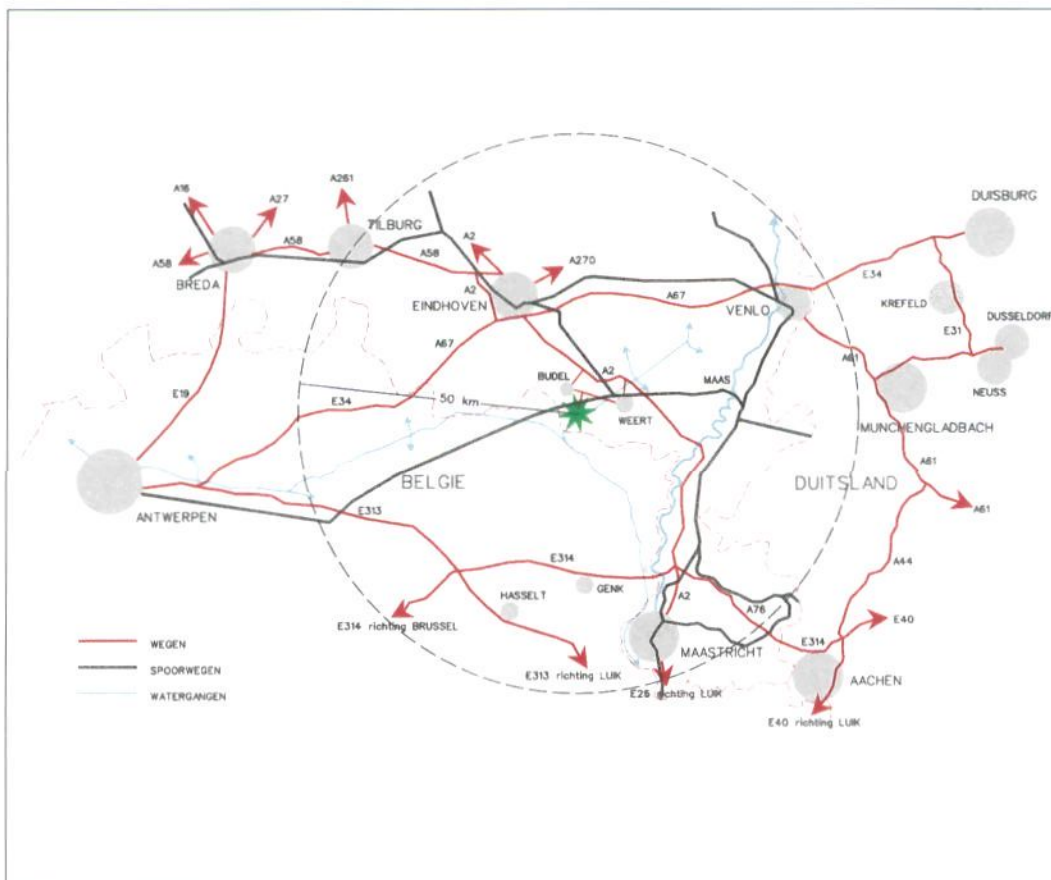 A16
A27
A261
DUISBURG
TILBURG
A2
A58
A58
A270
A58
BREDA
A2
E34
EINDHOVEN
A67
VENLO
KREFELD
E31
DUSSELDORF
A67
A61
NEUSS
BUDEL
A2
MAAS
E19
E34
50 km
WEERT
MUNCHENGLADBACH
A61
BELGIE
DUITSLAND
ANTWERPEN
E313
A61
E314
A44
GENK
A2
HASSELT
A76
E314 richting BRUSSEL
E314
E40
WEGEN
MAASTRICHT
SPOORWEGEN
E313 richting LUIK
AACHEN
WATERGANGEN
E25 richting LUIK
E40 richting LUIK